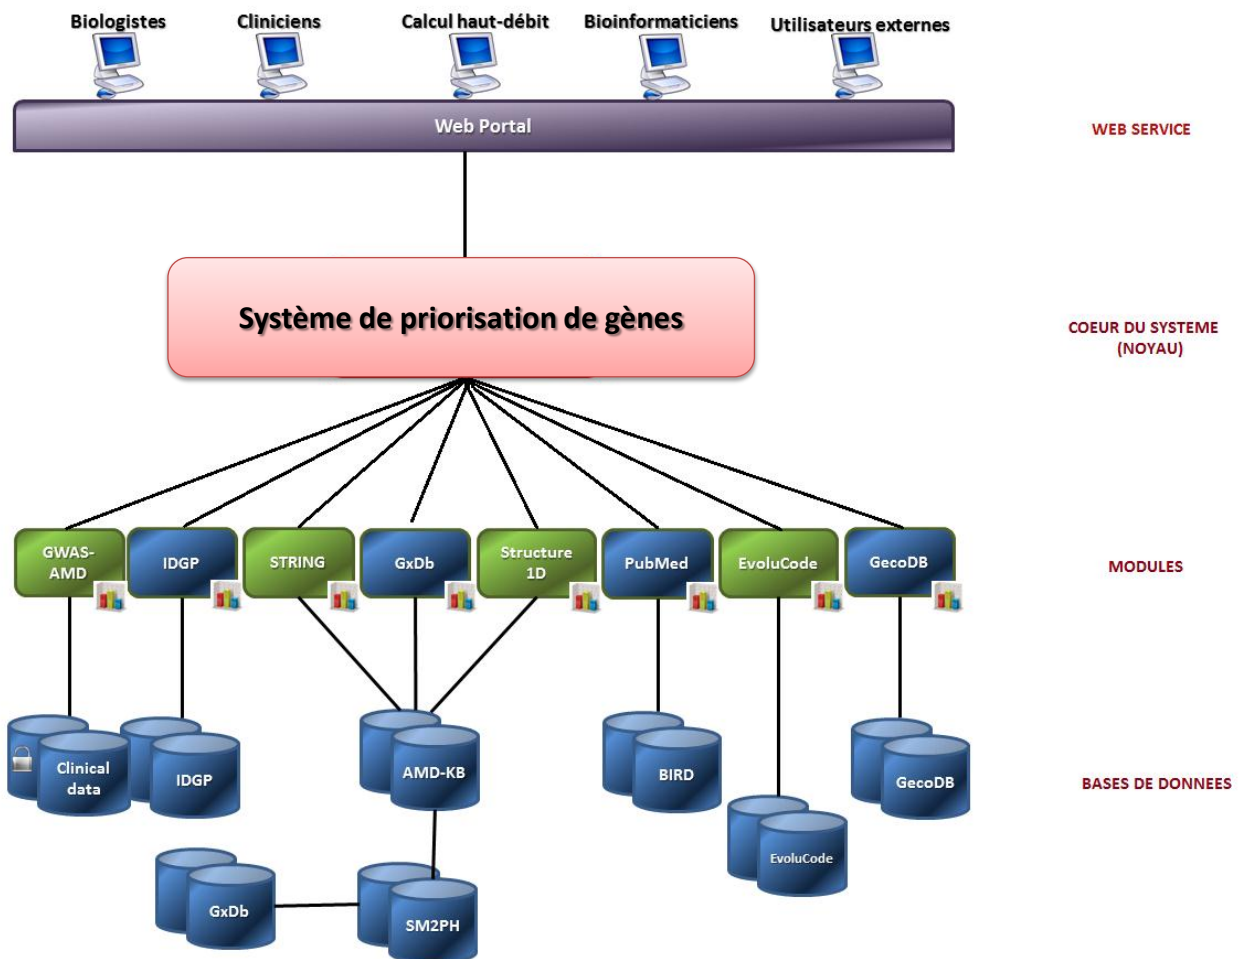 Biologistes
Cliniciens
Calcul haut-débit
Bioinformaticiens
Utilisateurs externes
Web Portal
WEB SERVICE
Système de priorisation de gènes
COEUR DU SYSTEME
(NOYAU)
GWAS-
AMD
IDGP
STRING
GxDb
Structure
1D
PubMed
EvoluCode
GecoDB
MODULES
Clinical
data
IDGP
AMD-KB
BIRD
GecoDB
BASES DE DONNEES
EvoluCode
GxDb
SM2PH